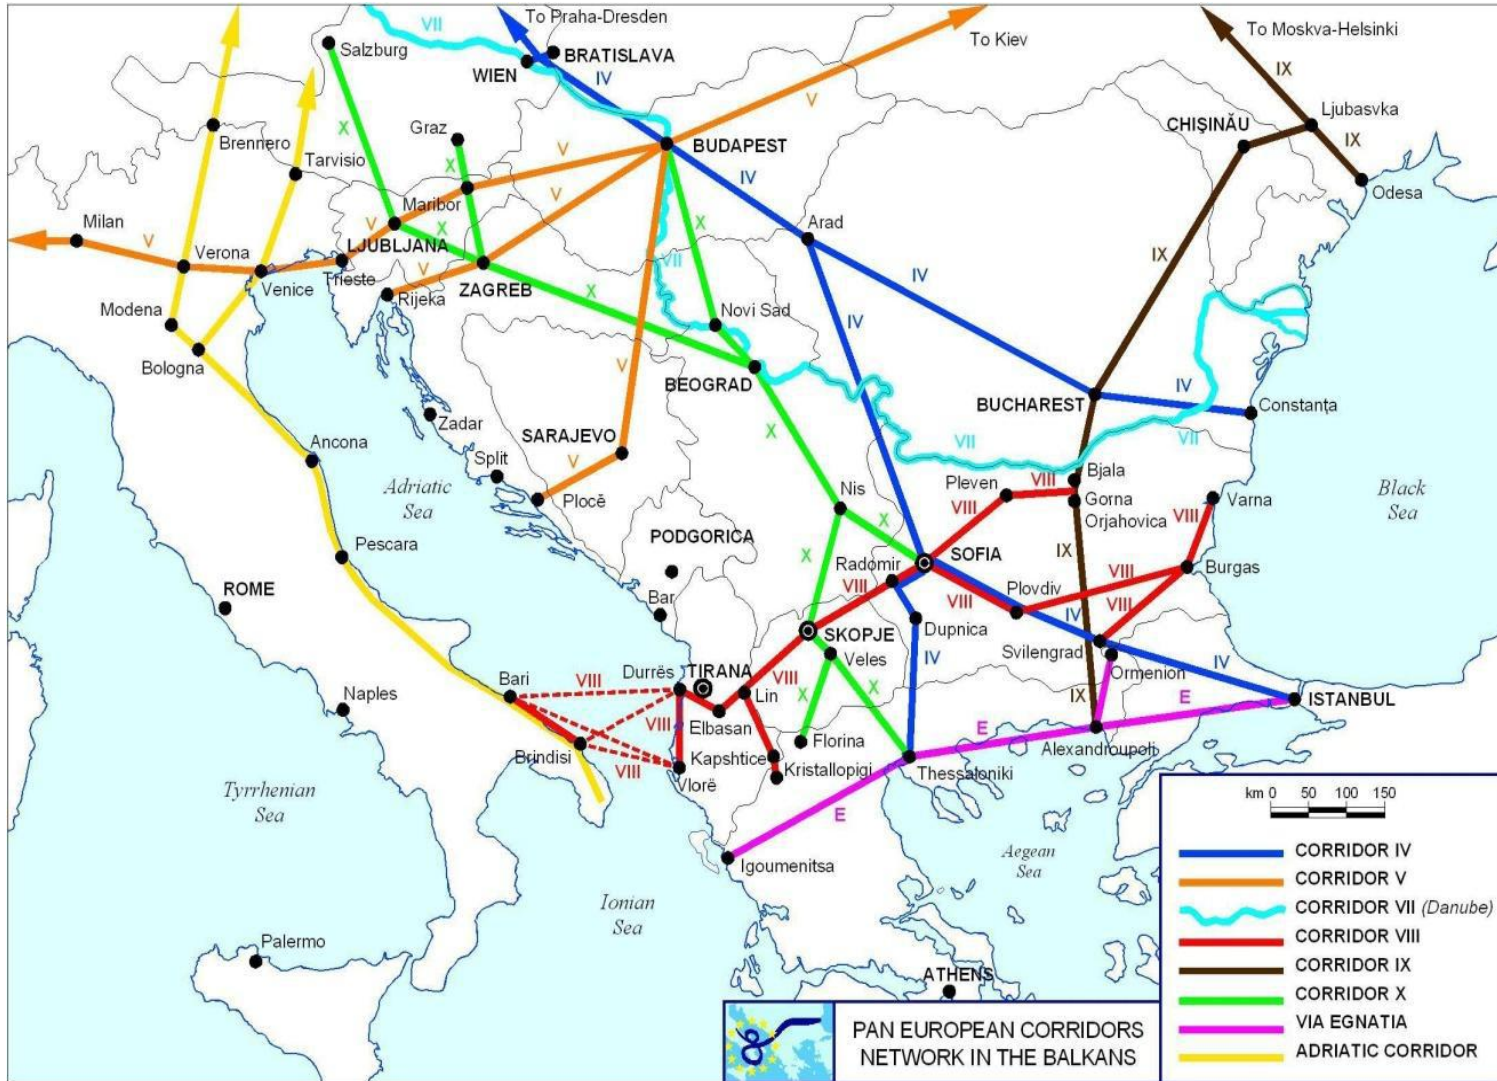 VII
To Praha-Dresden
To Kiev
To Moskva-Helsinki
Salzburg
WIEN
BRATISLAVA
IV
V
IX
Ljubasvka
CHIŞINĂU
IX
Brennero
X
Graz
X
V
BUDAPEST
IV
Odesa
Tarvisio
Maribor
V
Milan
V
Verona
V
LJUBLJANA
X
Arad
X
IX
Trieste
Venice
V
ZAGREB
X
VII
IV
Rijeka
Modena
Novi Sad
IV
Bologna
V
BEOGRAD
BUCHAREST
IV
Constanţa
Zadar
X
SARAJEVO
VII
VII
Ancona
Split
V
Adriatic
Sea
Plocē
Nis
Pleven
VIII
Bjala
Gorna
Orjahovica
Varna
Black
Sea
VIII
VIII
X
PODGORICA
Pescara
X
Radomir
SOFIA
IX
Burgas
ROME
VIII
VIII
Plovdiv
VIII
VIII
Bar
SKOPJE
Dupnica
IV
Svilengrad
Veles
IV
Ormenion
IV
Durrës
TIRANA
VIII
Bari
VIII
Lin
X
X
IX
E
ISTANBUL
Naples
VIII
Elbasan
Florina
E
Alexandroupoli
Brindisi
VIII
Kapshtice
Kristallopigi
Thessaloniki
Vlorë
Tyrrhenian
Sea
E
Igoumenitsa
Aegean
Sea
Ionian
Sea
Palermo
ATHENS
km 0 50 100 150
CORRIDOR IV
CORRIDOR V
CORRIDOR VII (Danube)
CORRIDOR VIII
CORRIDOR IX
CORRIDOR X
VIA EGNATIA
ADRIATIC CORRIDOR
PAN EUROPEAN CORRIDORS
NETWORK IN THE BALKANS